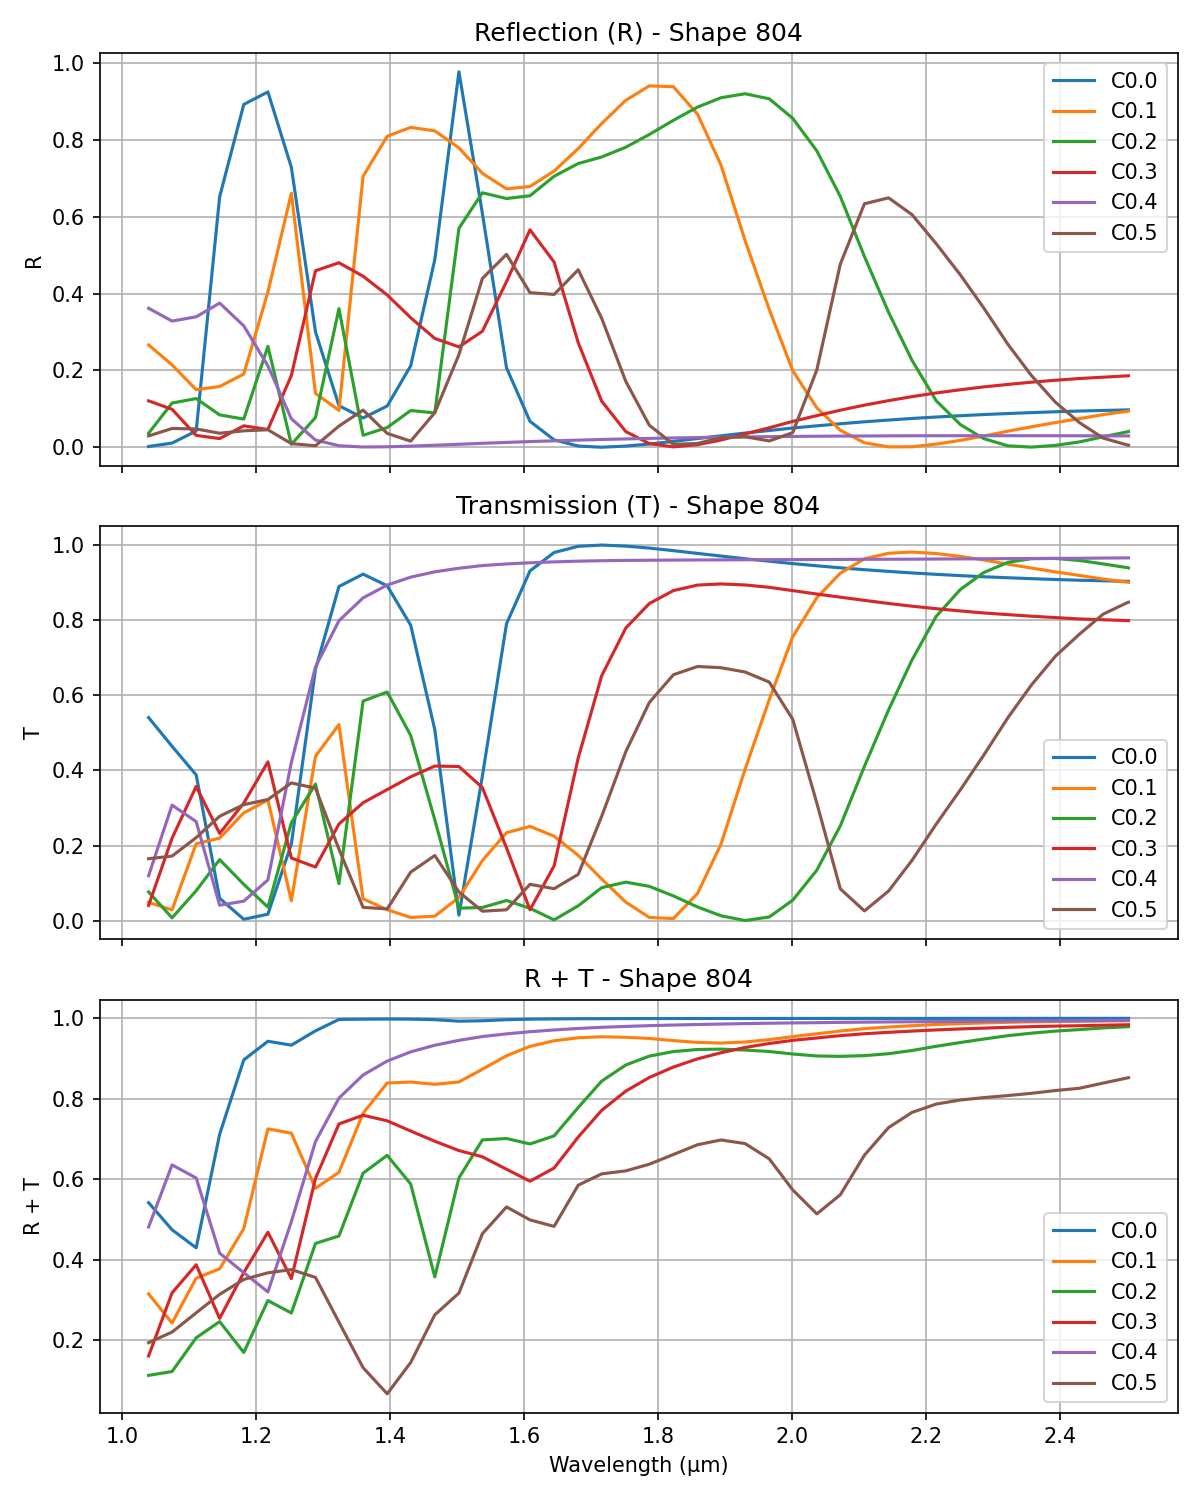 Reflection (R) - Shape 804
1.0
0.8
0.6
0.4
0.2
0.0
R
C0.0
C0.1
C0.2
C0.3
C0.4
C0.5
Transmission (T) - Shape 804
1.0
0.8
0.6
0.4
0.2
0.0
T
C0.0
C0.1
C0.2
C0.3
C0.4
C0.5
R + T - Shape 804
1.0
0.8
0.6
0.4
0.2
R + T
C0.0
C0.1
C0.2
C0.3
C0.4
C0.5
1.0 1.2 1.4 1.6 1.8 2.0 2.2 2.4
Wavelength (μm)